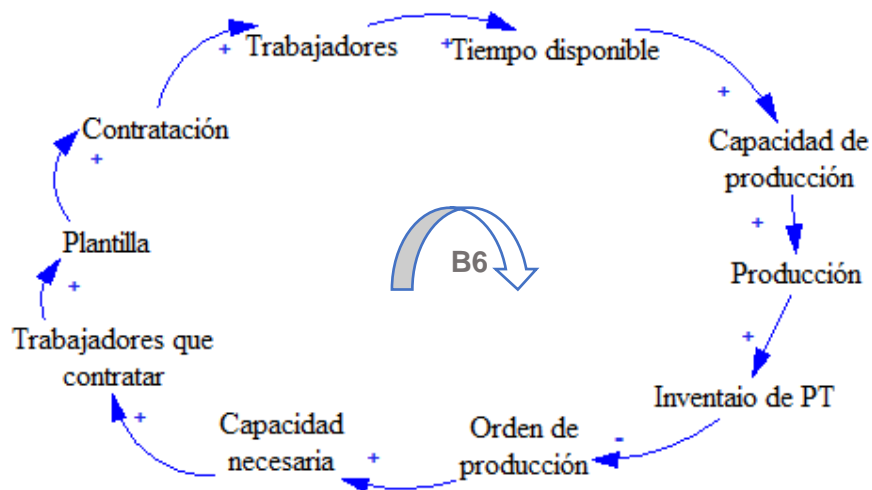 Trabajadores
+
+
Tiempo disponible
+
Capacidad de
producción
+
Producción
+
Inventaio de PT
-
Orden de
producción
+
Capacidad
necesaria
+
Trabajadores que
contratar
+
Plantilla
+
Contratación
B6